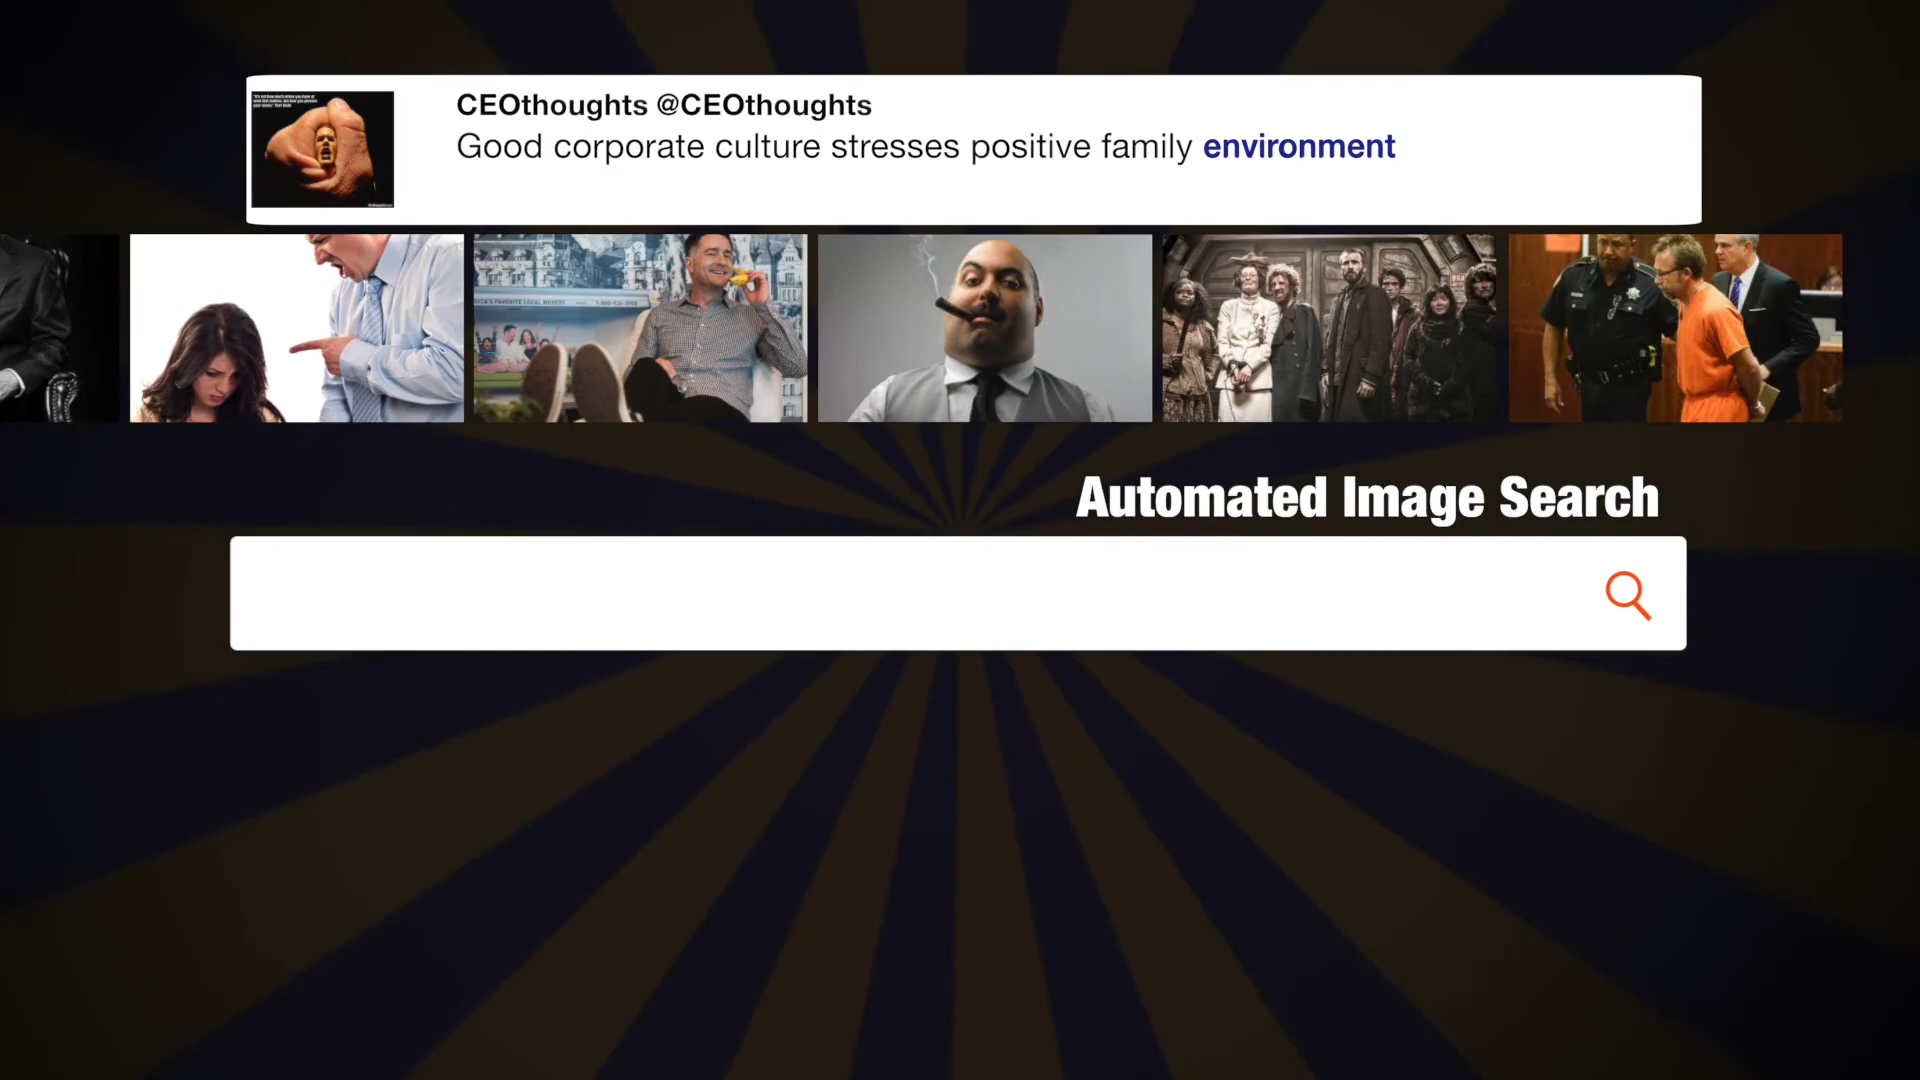 CEOthoughts @CEOthoughts
Good corporate culture stresses positive family environment
Automated Image Search